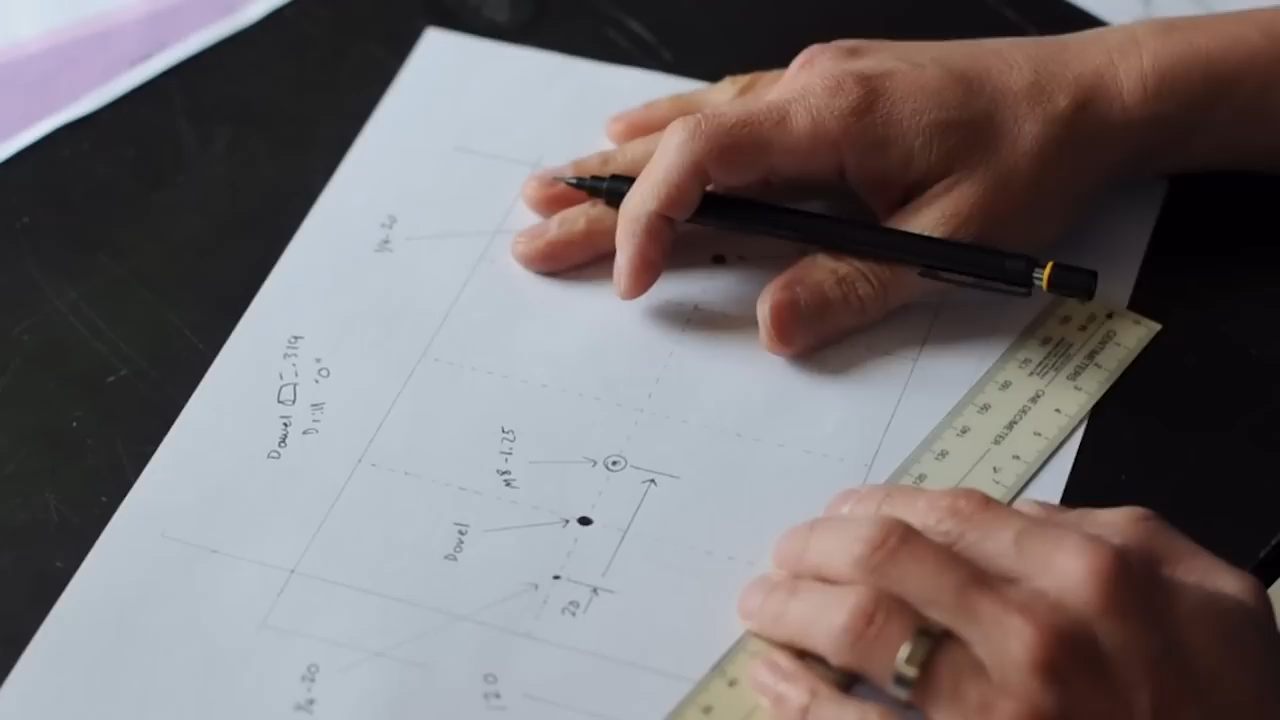 1/4-20
Dowel -.319
Drill "O"
M8-1.25
Dowel
20
1/4-20
120
CENTIMETERS
ONE DECIMETER